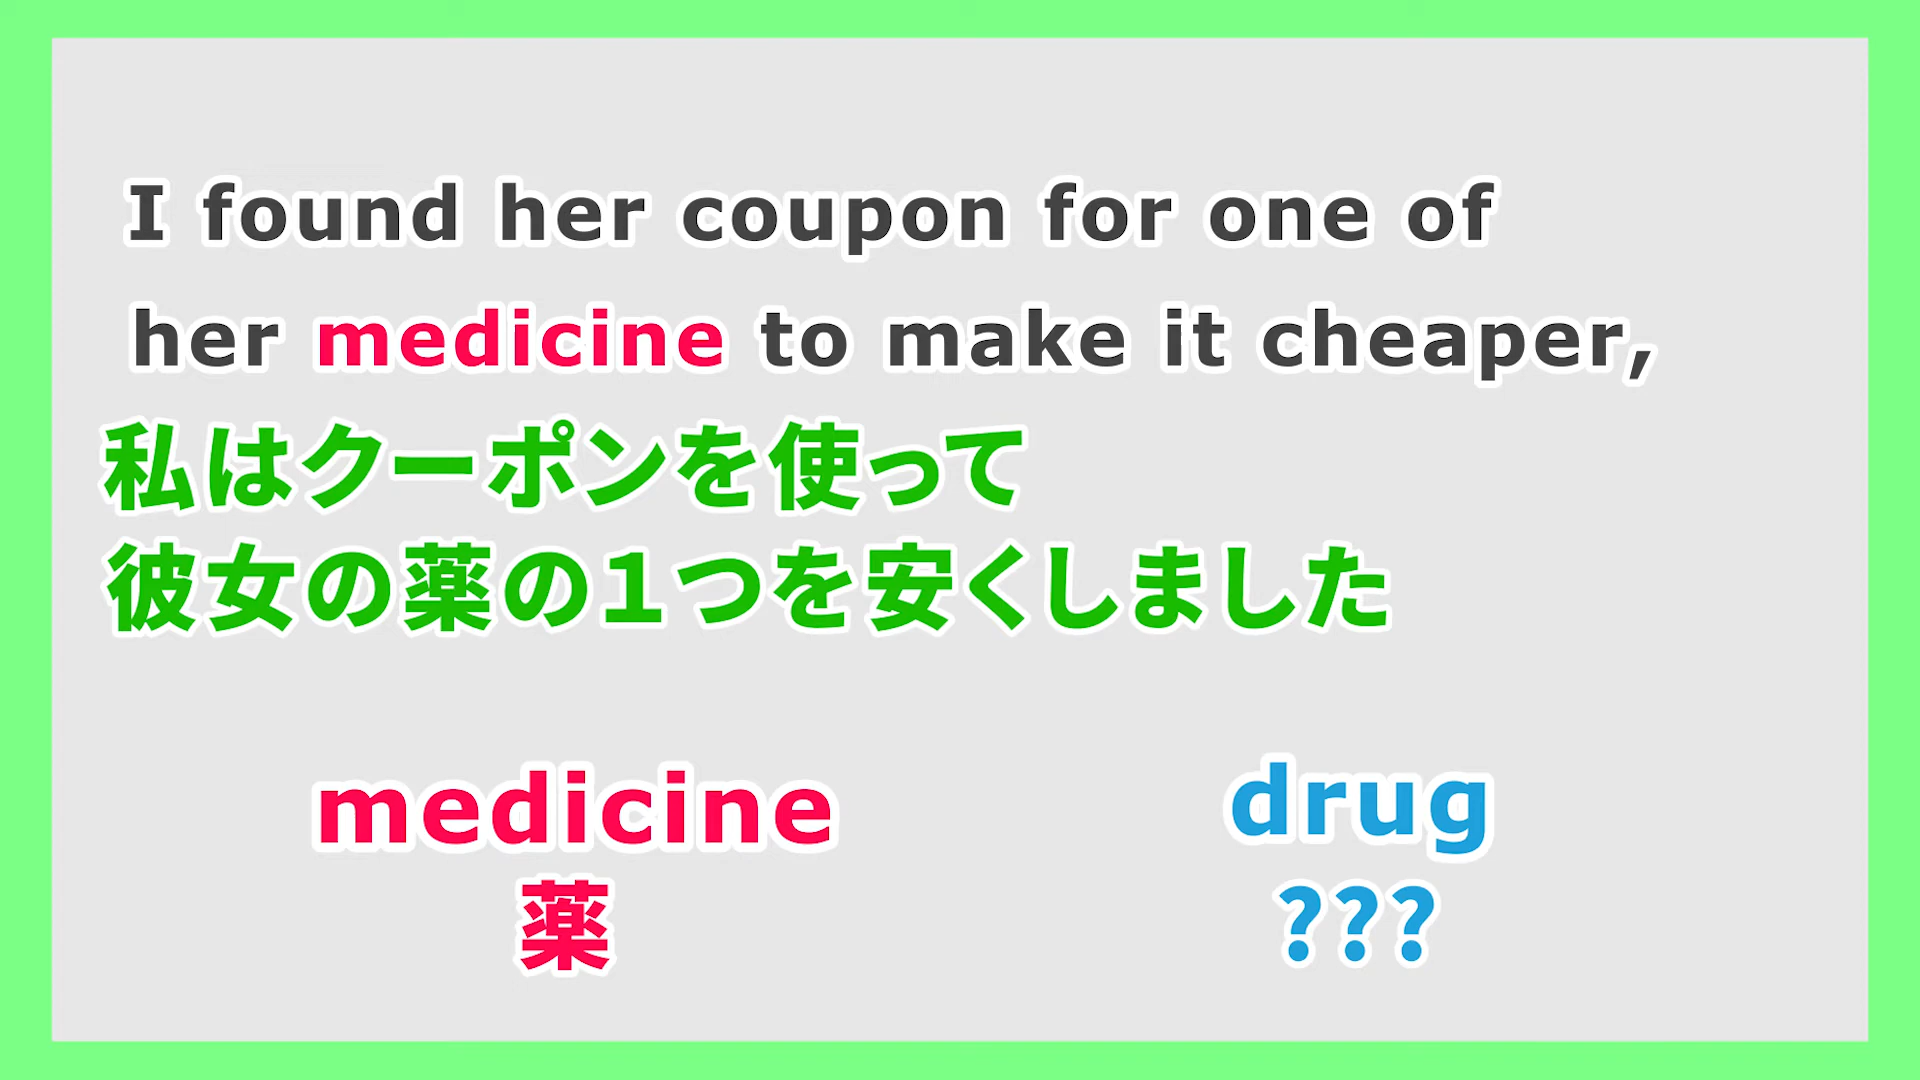 I found her coupon for one of
her medicine to make it cheaper,
私はクーポンを使って
彼女の薬の1つを安くしました
medicine
drug
薬
???